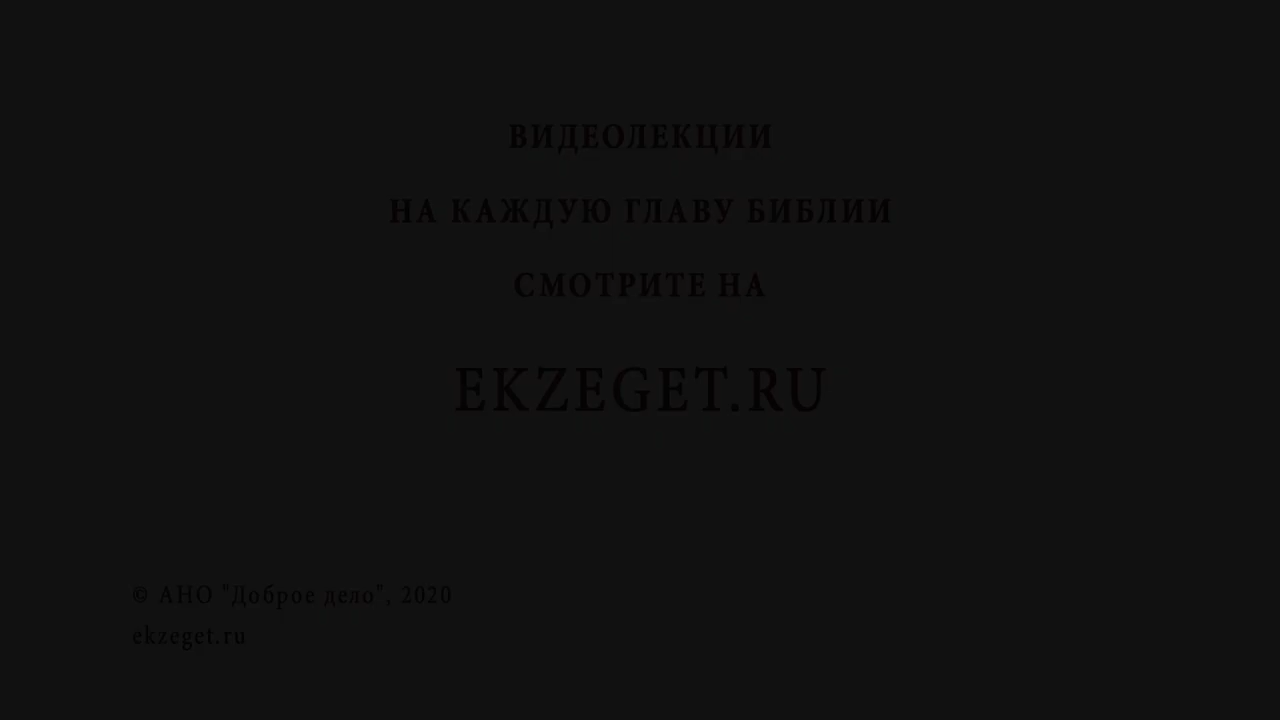 ВИДЕОЛЕКЦИИ
НА КАЖДУЮ ГЛАВУ БИБЛИИ
СМОТРИТЕ НА
EKZEGET.RU
© АНО "Доброе дело", 2020
ekzeget.ru